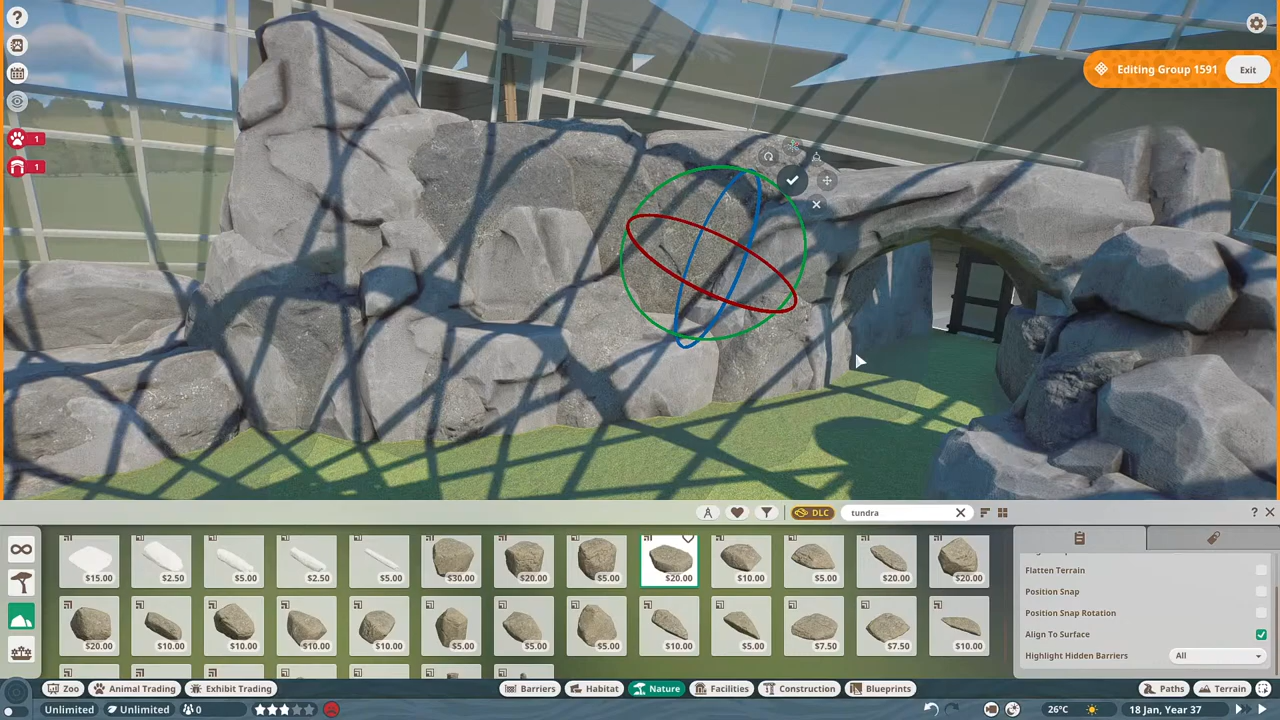 ?
Editing Group 1591
Exit
1
1
DLC
tundra
?
$15.00
$2.50
$5.00
$2.50
$5.00
$30.00
$20.00
$5.00
$20.00
$10.00
$5.00
$20.00
$20.00
Flatten Terrain
Position Snap
Position Snap Rotation
Align To Surface
Highlight Hidden Barriers
All
$20.00
$10.00
$10.00
$10.00
$10.00
$5.00
$5.00
$5.00
$10.00
$5.00
$7.50
$7.50
$10.00
Zoo
Animal Trading
Exhibit Trading
Barriers
Habitat
Nature
Facilities
Construction
Blueprints
Paths
Terrain
Unlimited
Unlimited
0
26°C
18 Jan, Year 37